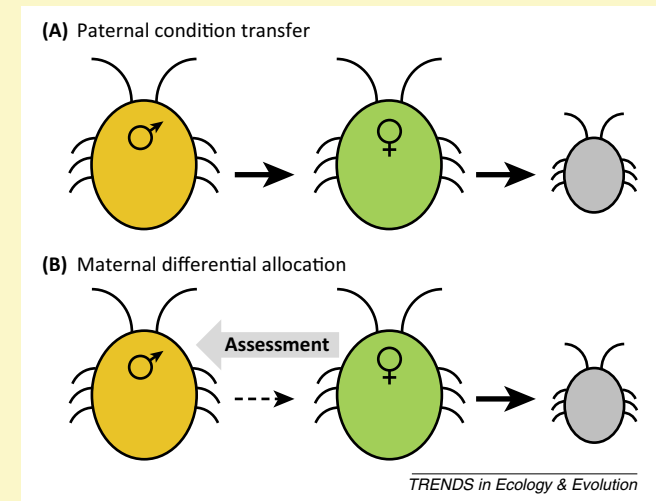 (A) Paternal condition transfer
♂ ♀
(B) Maternal differential allocation
Assessment
♂ ♀
TRENDS in Ecology & Evolution